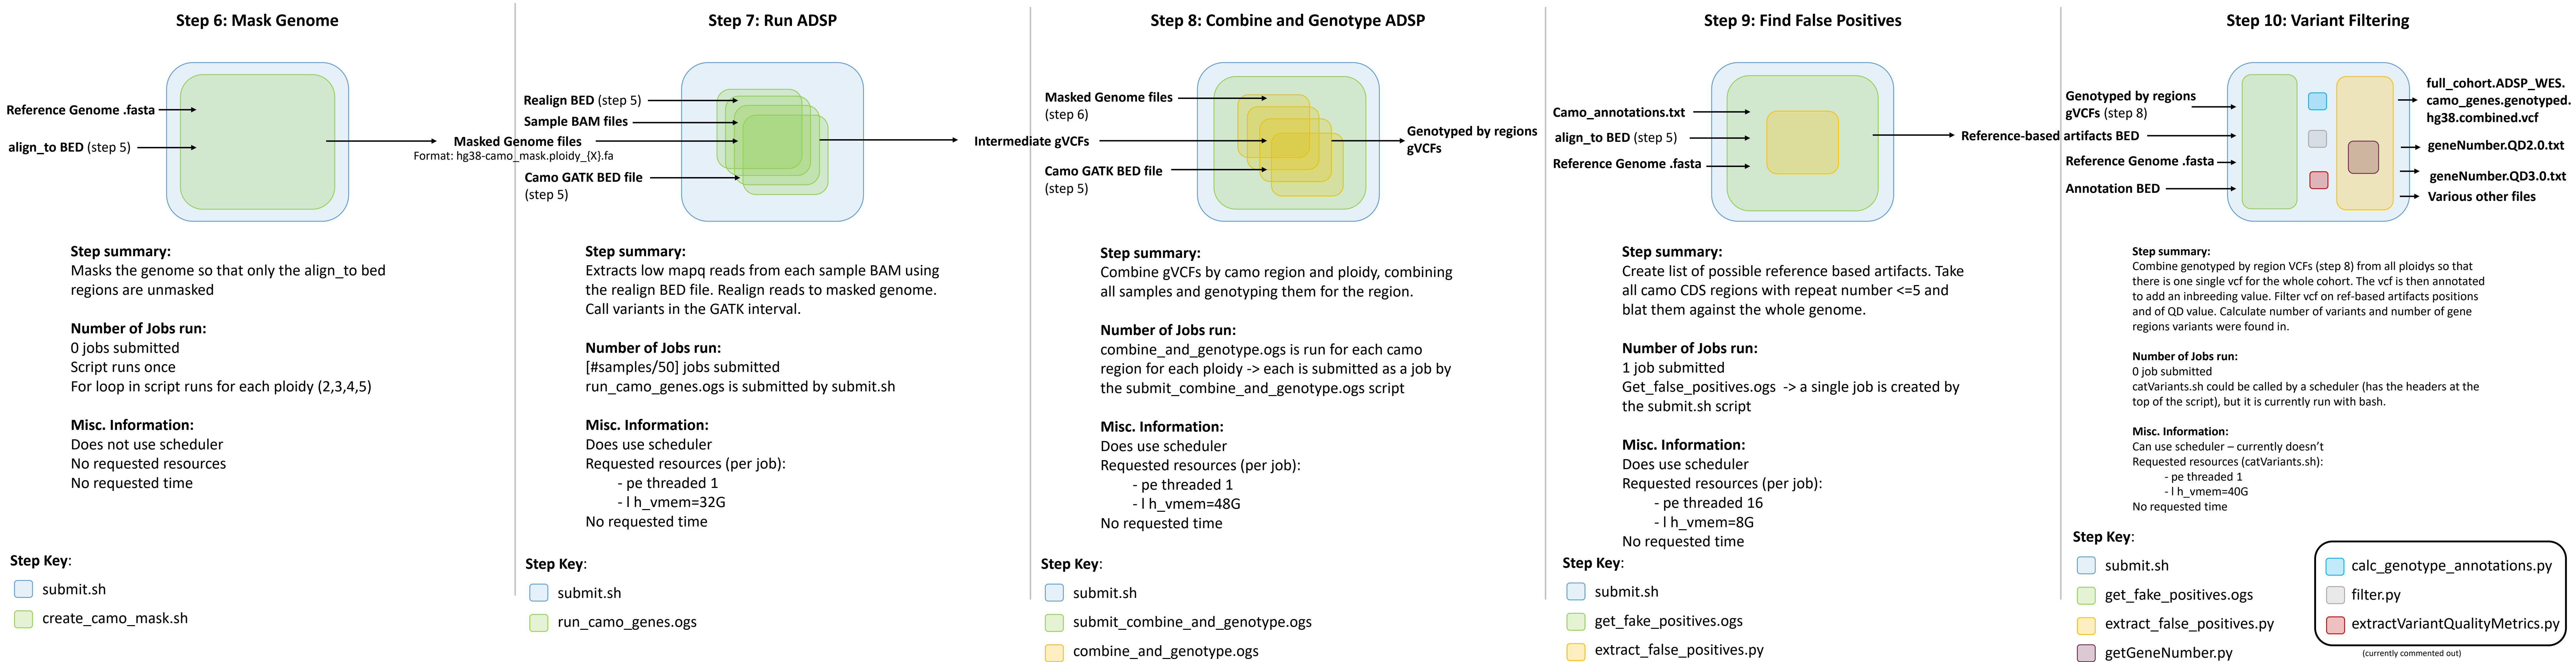 Step 6: Mask Genome
Reference Genome .fasta
align_to BED (step 5)
Step summary:
Masks the genome so that only the align_to bed
regions are unmasked
Number of Jobs run:
0 jobs submitted
Script runs once
For loop in script runs for each ploidy (2,3,4,5)
Misc. Information:
Does not use scheduler
No requested resources
No requested time
Step Key:
submit.sh
create_camo_mask.sh
Step 7: Run ADSP
Realign BED (step 5)
Sample BAM files
Masked Genome files
Format: hg38-camo_mask.ploidy_{X}.fa
Camo GATK BED file
(step 5)
Step summary:
Extracts low mapq reads from each sample BAM using
the realign BED file. Realign reads to masked genome.
Call variants in the GATK interval.
Number of Jobs run:
[#samples/50] jobs submitted
run_camo_genes.ogs is submitted by submit.sh
Misc. Information:
Does use scheduler
Requested resources (per job):
- pe threaded 1
- l h_vmem=32G
No requested time
Step Key:
submit.sh
run_camo_genes.ogs
Step 8: Combine and Genotype ADSP
Masked Genome files
(step 6)
Intermediate gVCFs
Camo GATK BED file
(step 5)
Genotyped by regions
gVCFs
Step summary:
Combine gVCFs by camo region and ploidy, combining
all samples and genotyping them for the region.
Number of Jobs run:
combine_and_genotype.ogs is run for each camo
region for each ploidy -> each is submitted as a job by
the submit_combine_and_genotype.ogs script
Misc. Information:
Does use scheduler
Requested resources (per job):
- pe threaded 1
- l h_vmem=48G
No requested time
Step Key:
submit.sh
submit_combine_and_genotype.ogs
combine_and_genotype.ogs
Step 9: Find False Positives
Camo_annotations.txt
align_to BED (step 5)
Reference Genome .fasta
Step summary:
Create list of possible reference based artifacts. Take
all camo CDS regions with repeat number <=5 and
blat them against the whole genome.
Number of Jobs run:
1 job submitted
Get_false_positives.ogs -> a single job is created by
the submit.sh script
Misc. Information:
Does use scheduler
Requested resources (per job):
- pe threaded 16
- l h_vmem=8G
No requested time
Step Key:
submit.sh
get_fake_positives.ogs
extract_false_positives.py
Step 10: Variant Filtering
Genotyped by regions
gVCFs (step 8)
Reference-based artifacts BED
Reference Genome .fasta
Annotation BED
full_cohort.ADSP_WES.
camo_genes.genotyped.
hg38.combined.vcf
geneNumber.QD2.0.txt
geneNumber.QD3.0.txt
Various other files
Step summary:
Combine genotyped by region VCFs (step 8) from all ploidys so that
there is one single vcf for the whole cohort. The vcf is then annotated
to add an inbreeding value. Filter vcf on ref-based artifacts positions
and of QD value. Calculate number of variants and number of gene
regions variants were found in.
Number of Jobs run:
0 job submitted
catVariants.sh could be called by a scheduler (has the headers at the
top of the script), but it is currently run with bash.
Misc. Information:
Can use scheduler – currently doesn't
Requested resources (catVariants.sh):
- pe threaded 1
- l h_vmem=40G
No requested time
Step Key:
submit.sh
get_fake_positives.ogs
extract_false_positives.py
getGeneNumber.py
calc_genotype_annotations.py
filter.py
extractVariantQualityMetrics.py
(currently commented out)